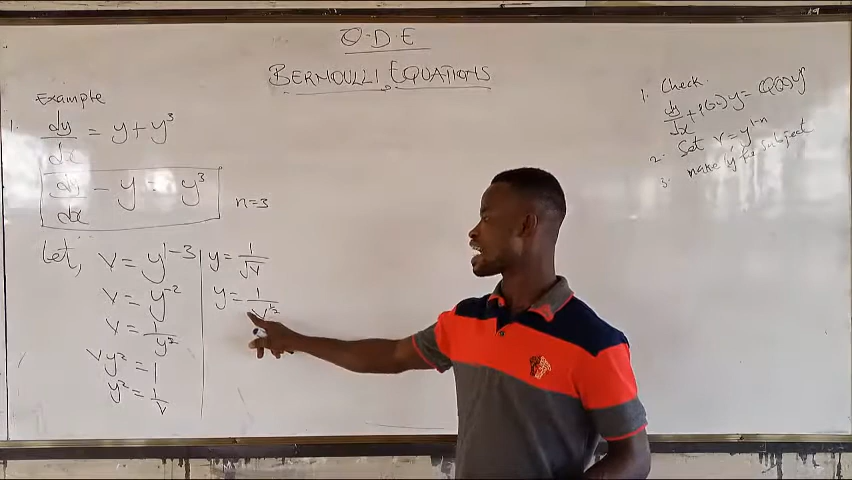 O.D.E
BERNOULLI EQUATIONS
Example
1. dy/dx = y + y³
dy/dx - y = y³
n=3
Let, v = y^1-3
v = y^-2
v = 1/y²
vy² = 1
y² = 1/v
y = 1/√v
y = 1/v^½
1. Check.
dy/dx + P(x)y = Q(x)yⁿ
2. Set v = y^1-n
3. make 'y' the subject